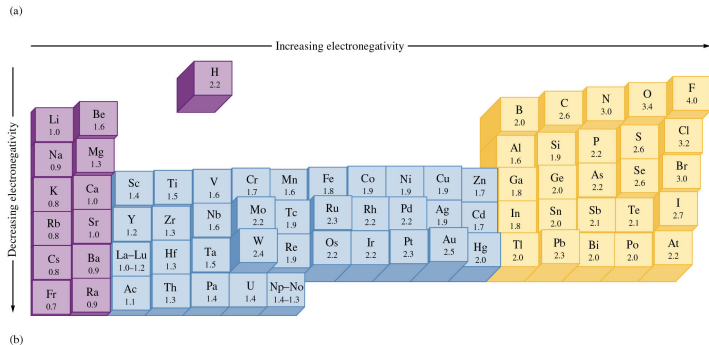 (a)
Increasing electronegativity
Decreasing electronegativity
H
2.2
Li Be B C N O F
1.0 1.6 2.0 2.6 3.0 3.4 4.0
Na Mg Al Si P S Cl
0.9 1.3 1.6 1.9 2.2 2.6 3.2
K Ca Sc Ti V Cr Mn Fe Co Ni Cu Zn Ga Ge As Se Br
0.8 1.0 1.4 1.5 1.6 1.7 1.6 1.8 1.9 1.9 1.9 1.7 1.8 2.0 2.2 2.6 3.0
Rb Sr Y Zr Nb Mo Tc Ru Rh Pd Ag Cd In Sn Sb Te I
0.8 1.0 1.2 1.3 1.6 2.2 1.9 2.3 2.2 2.2 1.9 1.7 1.8 2.0 2.1 2.1 2.7
Cs Ba La–Lu Hf Ta W Re Os Ir Pt Au Hg Tl Pb Bi Po At
0.8 0.9 1.0–1.2 1.3 1.5 2.4 1.9 2.2 2.2 2.3 2.5 2.0 2.0 2.3 2.0 2.0 2.2
Fr Ra Ac Th Pa U Np–No
0.7 0.9 1.1 1.3 1.4 1.4 1.4–1.3
(b)